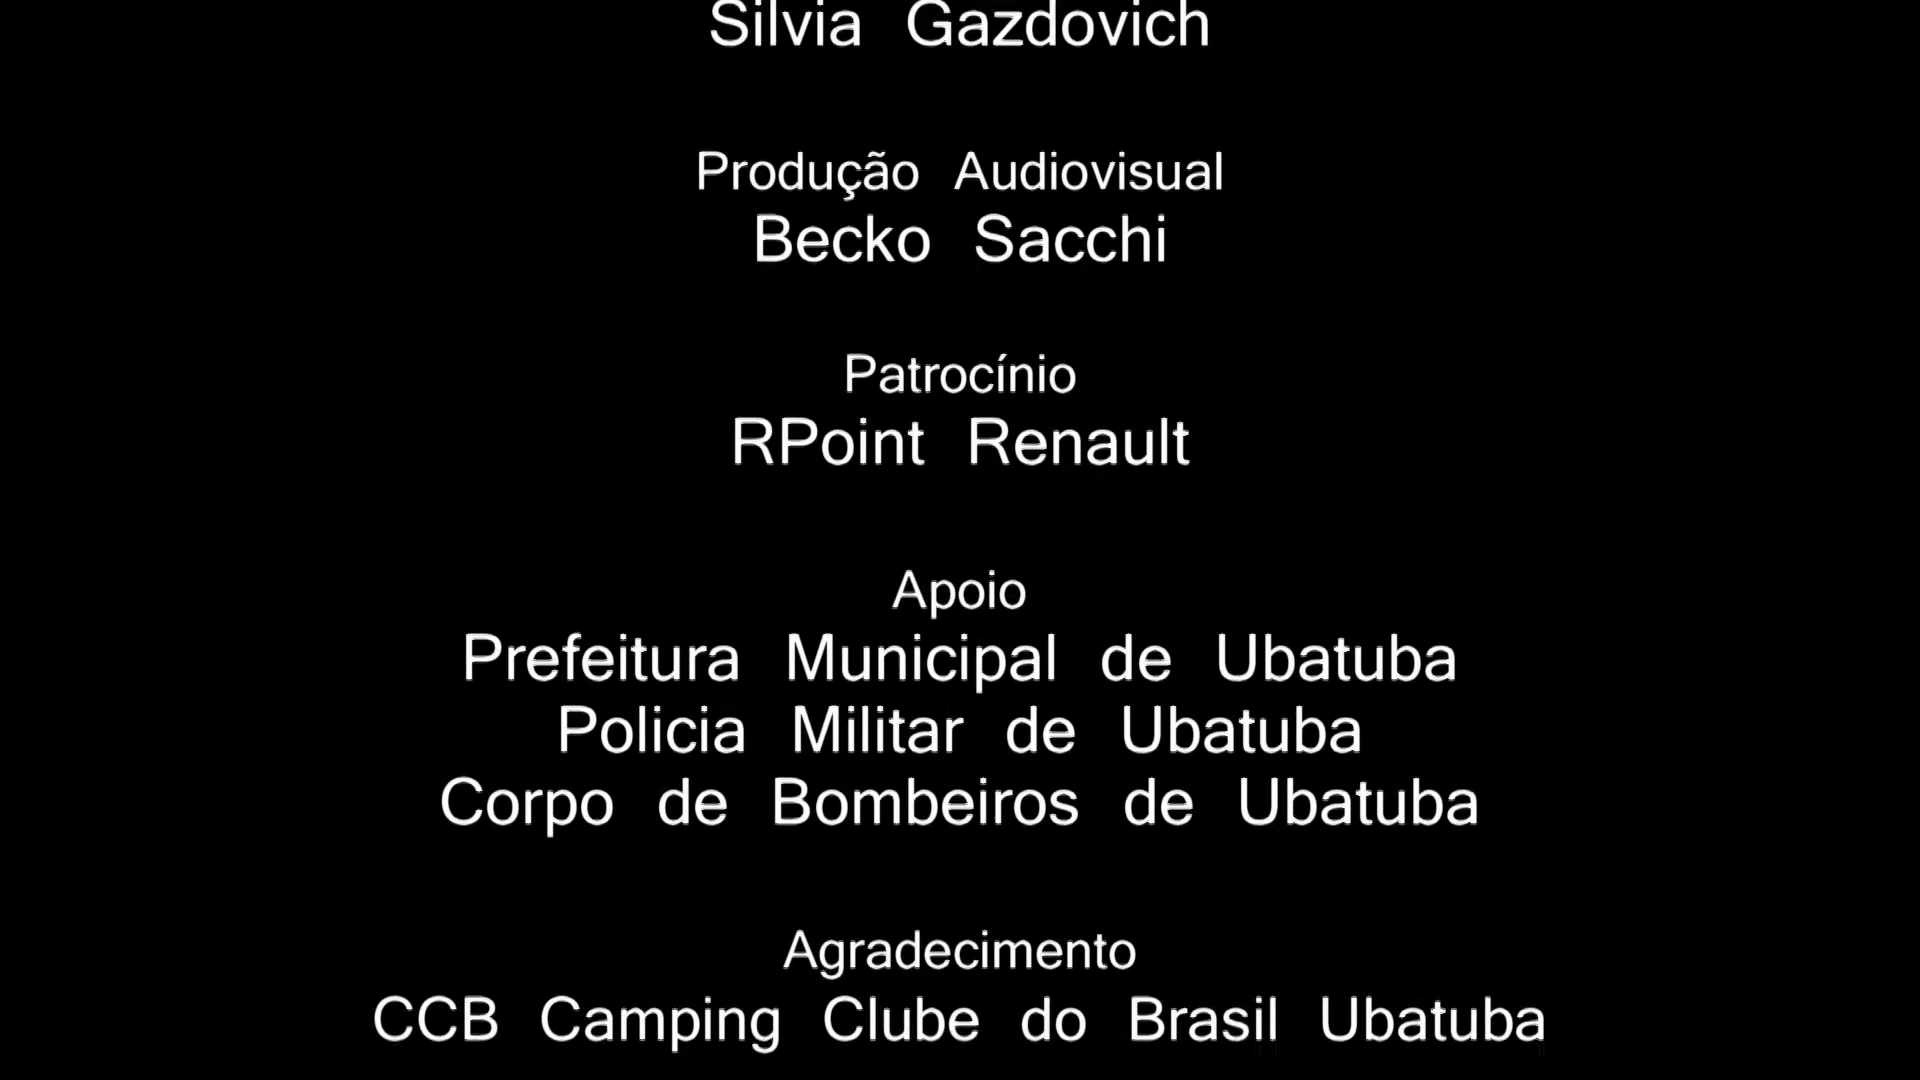 Silvia Gazdovich
Produção Audiovisual
Becko Sacchi
Patrocínio
RPoint Renault
Apoio
Prefeitura Municipal de Ubatuba
Policia Militar de Ubatuba
Corpo de Bombeiros de Ubatuba
Agradecimento
CCB Camping Clube do Brasil Ubatuba